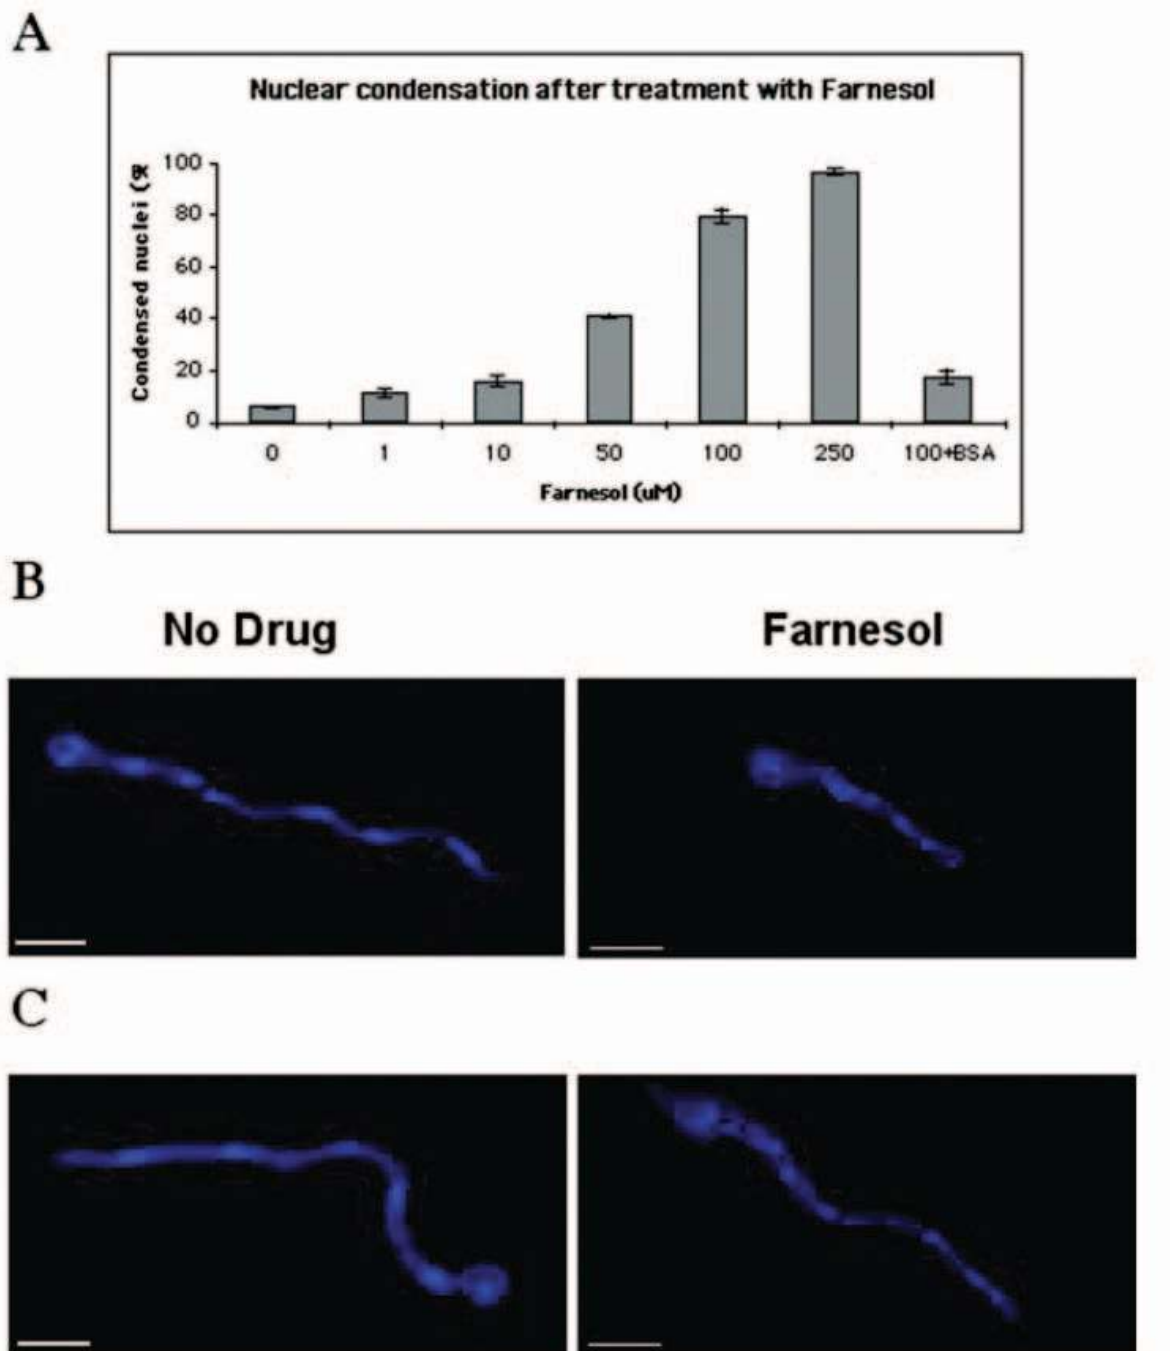 A
Nuclear condensation after treatment with Farnesol
Condensed nuclei (%
100
80
60
40
20
0
0 1 10 50 100 250 100+BSA
Farnesol (uM)
B
No Drug Farnesol
C